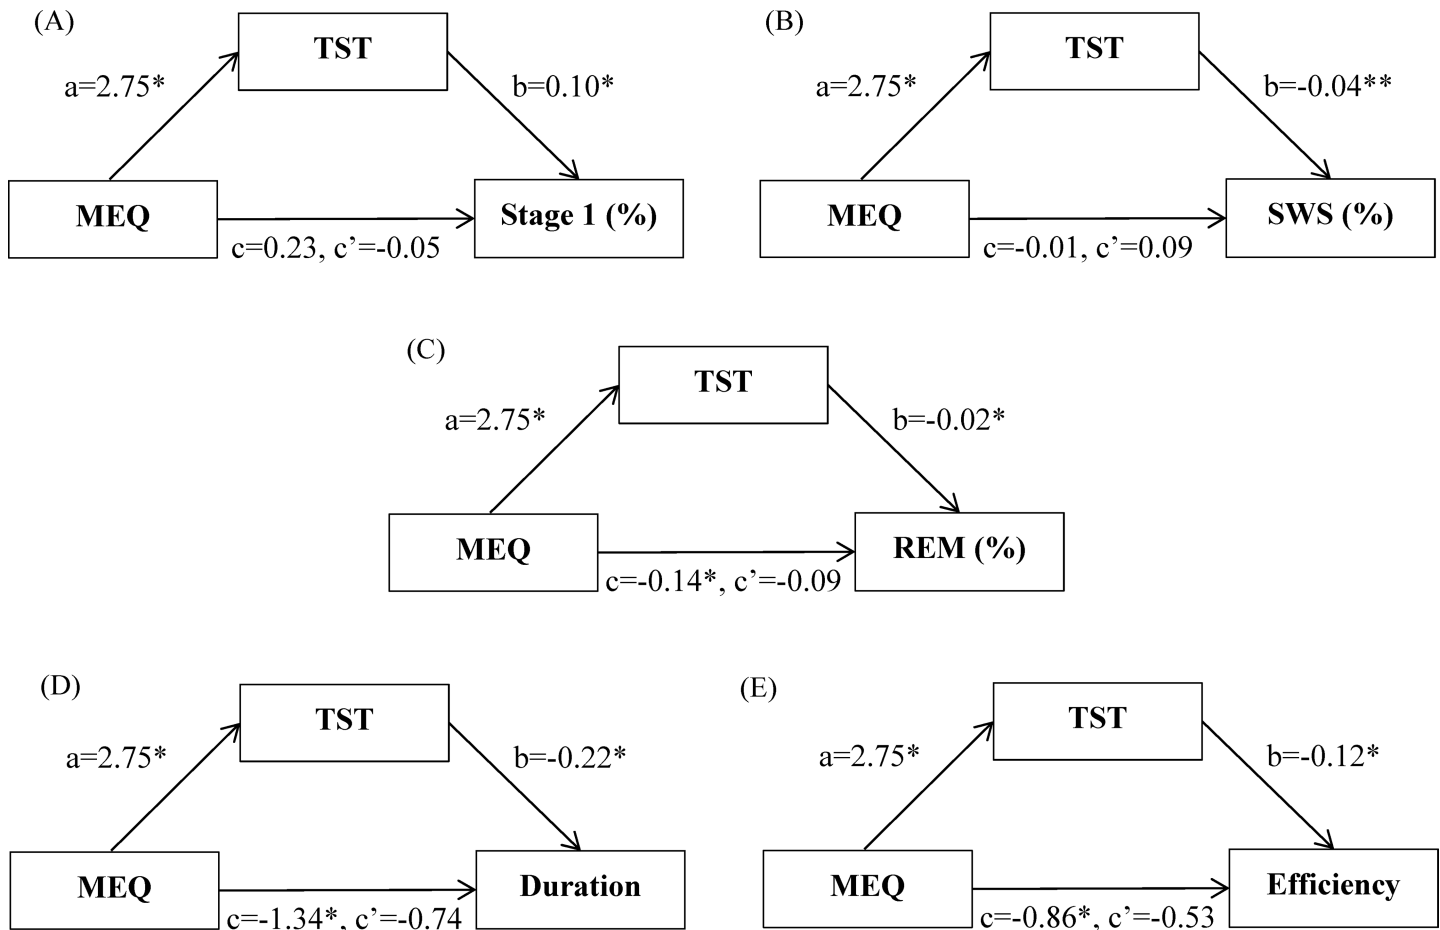 (A)
TST
a=2.75*
b=0.10*
MEQ
Stage 1 (%)
c=0.23, c’=-0.05
(B)
TST
a=2.75*
b=-0.04**
MEQ
SWS (%)
c=-0.01, c’=0.09
(C)
TST
a=2.75*
b=-0.02*
MEQ
REM (%)
c=-0.14*, c’=-0.09
(D)
TST
a=2.75*
b=-0.22*
MEQ
Duration
c=-1.34*, c’=-0.74
(E)
TST
a=2.75*
b=-0.12*
MEQ
Efficiency
c=-0.86*, c’=-0.53